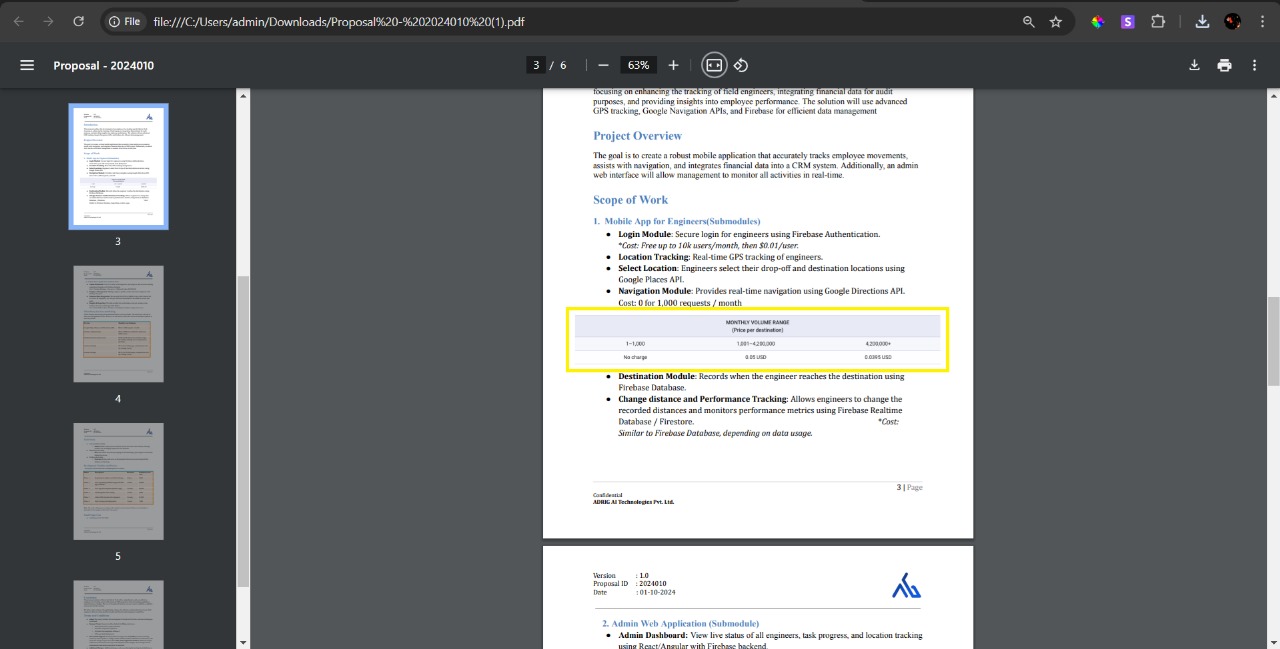 File
file:///C:/Users/admin/Downloads/Proposal%20-%202024010%20(1).pdf
S
Proposal - 2024010
3 / 6
63%
focusing on enhancing the tracking of field engineers, integrating financial data for audit
purposes, and providing insights into employee performance. The solution will use advanced
GPS tracking, Google Navigation APIs, and Firebase for efficient data management
Project Overview
The goal is to create a robust mobile application that accurately tracks employee movements,
assists with navigation, and integrates financial data into a CRM system. Additionally, an admin
web interface will allow management to monitor all activities in real-time.
Scope of Work
1. Mobile App for Engineers(Submodules)
● Login Module: Secure login for engineers using Firebase Authentication.
*Cost: Free up to 10k users/month, then $0.01/user.
● Location Tracking: Real-time GPS tracking of engineers.
● Select Location: Engineers select their drop-off and destination locations using
Google Places API.
● Navigation Module: Provides real-time navigation using Google Directions API.
Cost: 0 for 1,000 requests / month
MONTHLY VOLUME RANGE
(Price per destination)
1–1,000 1,001–4,200,000 4,200,000+
No charge 0.05 USD 0.0395 USD
● Destination Module: Records when the engineer reaches the destination using
Firebase Database.
● Change distance and Performance Tracking: Allows engineers to change the
recorded distances and monitors performance metrics using Firebase Realtime
Database / Firestore. *Cost:
Similar to Firebase Database, depending on data usage.
3 | Page
Confidential
ADRIG AI Technologies Pvt. Ltd.
Version : 1.0
Proposal ID : 2024010
Date : 01-10-2024
2. Admin Web Application (Submodule)
● Admin Dashboard: View live status of all engineers, task progress, and location tracking
using React/Angular with Firebase backend.
3
4
5